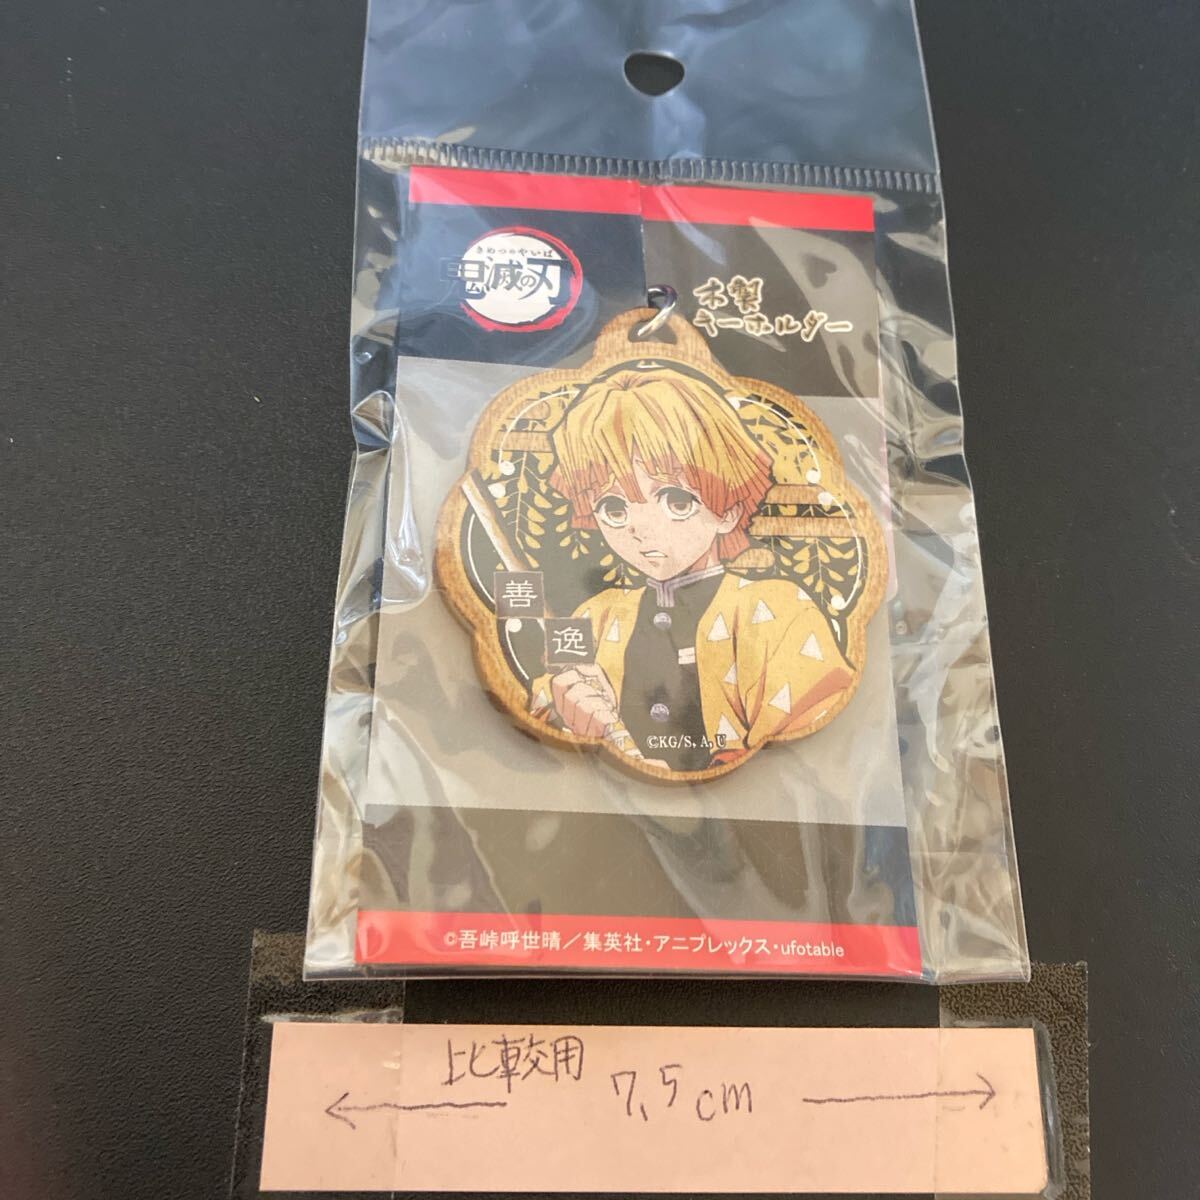 きめつのやいば
鬼滅の刃
木製
キーホルダー
善
逸
©KG/S, A, U
©吾峠呼世晴／集英社・アニプレックス・ufotable
比較用
7.5cm